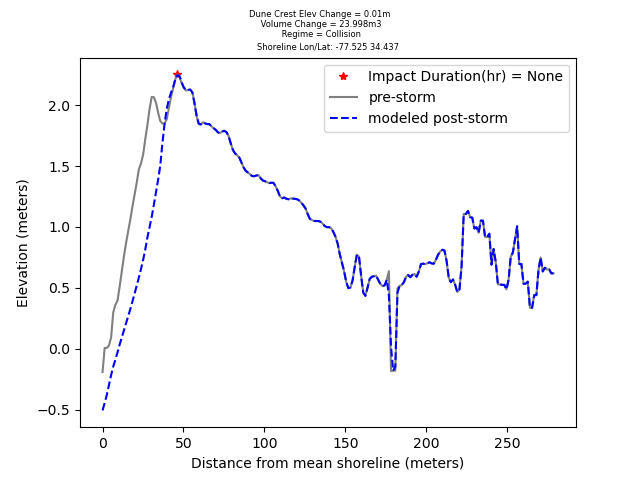 Dune Crest Elev Change = 0.01m
Volume Change = 23.998m3
Regime = Collision
Shoreline Lon/Lat: -77.525 34.437
Impact Duration(hr) = None
pre-storm
modeled post-storm
Elevation (meters)
2.0
1.5
1.0
0.5
0.0
−0.5
0 50 100 150 200 250
Distance from mean shoreline (meters)